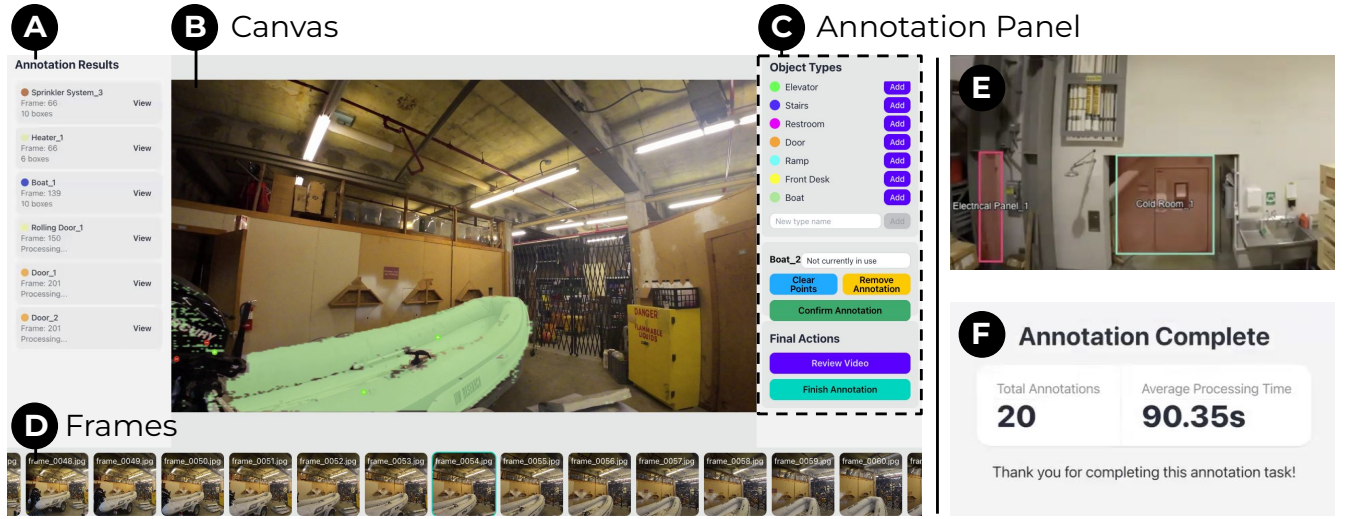 A
B Canvas
C Annotation Panel
Annotation Results
Sprinkler System_3
Frame: 66
10 boxes
View
Heater_1
Frame: 66
6 boxes
View
Boat_1
Frame: 139
10 boxes
View
Rolling Door_1
Frame: 150
Processing...
View
Door_1
Frame: 201
Processing...
View
Door_2
Frame: 201
Processing...
View
DANGER
FLAMMABLE
LIQUIDS
Object Types
Elevator Add
Stairs Add
Restroom Add
Door Add
Ramp Add
Front Desk Add
Boat Add
New type name Add
Boat_2 Not currently in use
Clear
Points
Remove
Annotation
Confirm Annotation
Final Actions
Review Video
Finish Annotation
D Frames
frame_0048.jpg frame_0049.jpg frame_0050.jpg frame_0051.jpg frame_0052.jpg frame_0053.jpg frame_0054.jpg frame_0055.jpg frame_0056.jpg frame_0057.jpg frame_0058.jpg frame_0059.jpg frame_0060.jpg
E
Electrical Panel_1
Cold Room_1
F Annotation Complete
Total Annotations
20
Average Processing Time
90.35s
Thank you for completing this annotation task!